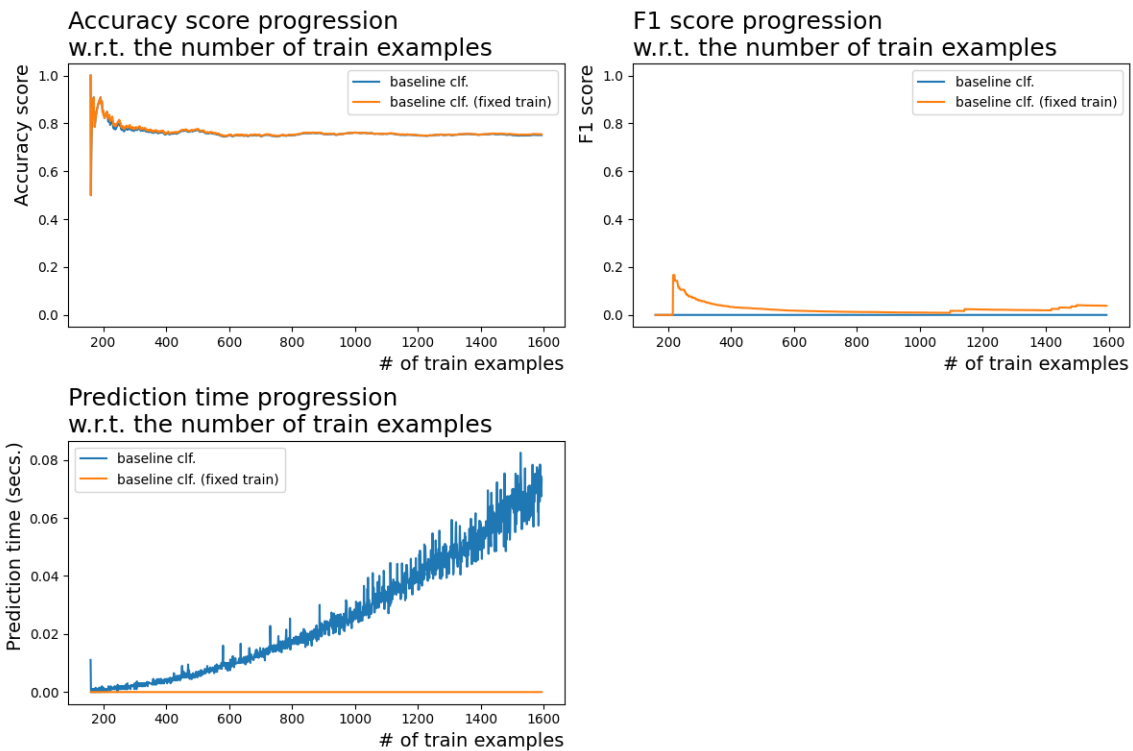 Accuracy score progression
w.r.t. the number of train examples
Accuracy score
1.0
0.8
0.6
0.4
0.2
0.0
baseline clf.
baseline clf. (fixed train)
200 400 600 800 1000 1200 1400 1600
# of train examples
F1 score progression
w.r.t. the number of train examples
F1 score
1.0
0.8
0.6
0.4
0.2
0.0
baseline clf.
baseline clf. (fixed train)
200 400 600 800 1000 1200 1400 1600
# of train examples
Prediction time progression
w.r.t. the number of train examples
Prediction time (secs.)
0.08
0.06
0.04
0.02
0.00
baseline clf.
baseline clf. (fixed train)
200 400 600 800 1000 1200 1400 1600
# of train examples